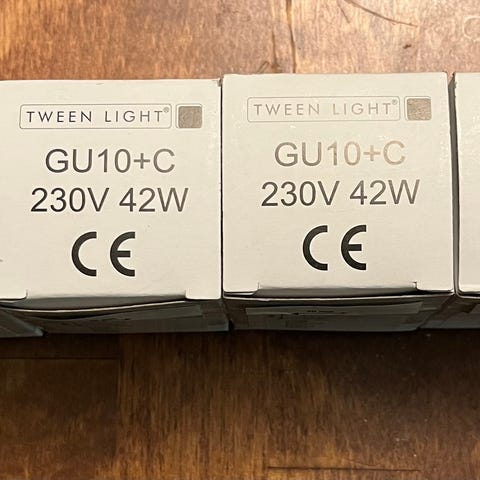 TWEEN LIGHT®
GU10+C
230V 42W
CE
TWEEN LIGHT®
GU10+C
230V 42W
CE